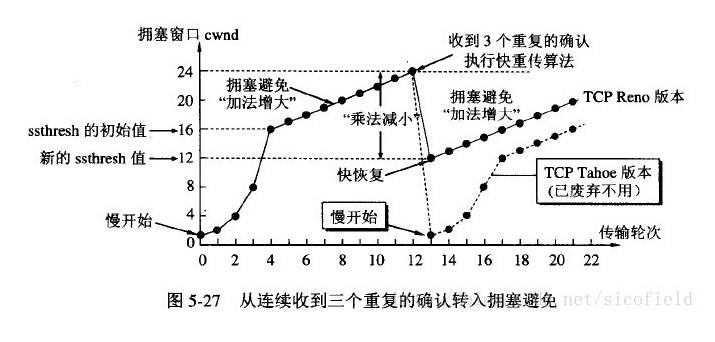 拥塞窗口 cwnd
收到 3 个重复的确认
执行快重传算法
24
20
ssthresh 的初始值 16
新的 ssthresh 值 12
8
4
0
拥塞避免
“加法增大”
“乘法减小”
拥塞避免
“加法增大”
TCP Reno 版本
快恢复
TCP Tahoe 版本
(已废弃不用)
慢开始
慢开始
传输轮次
0 2 4 6 8 10 12 14 16 18 20 22
图 5-27 从连续收到三个重复的确认转入拥塞避免
net/sicofield